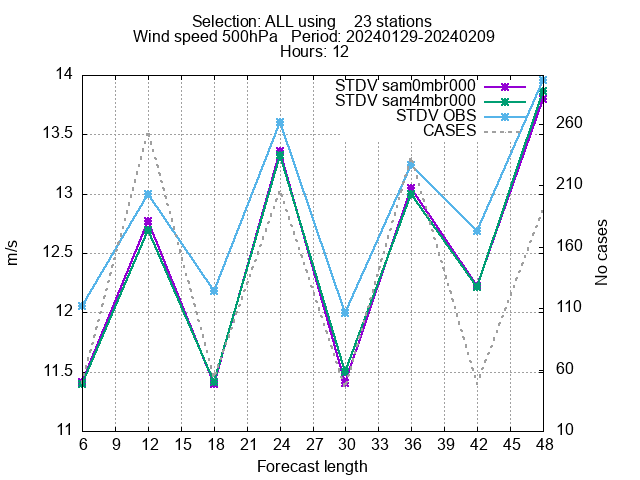 Selection: ALL using    23 stations
Wind speed 500hPa   Period: 20240129-20240209
Hours: 12
STDV sam0mbr000
STDV sam4mbr000
STDV OBS
CASES
14
13.5
13
12.5
12
11.5
11
m/s
260
210
160
110
60
10
No cases
6 9 12 15 18 21 24 27 30 33 36 39 42 45 48
Forecast length